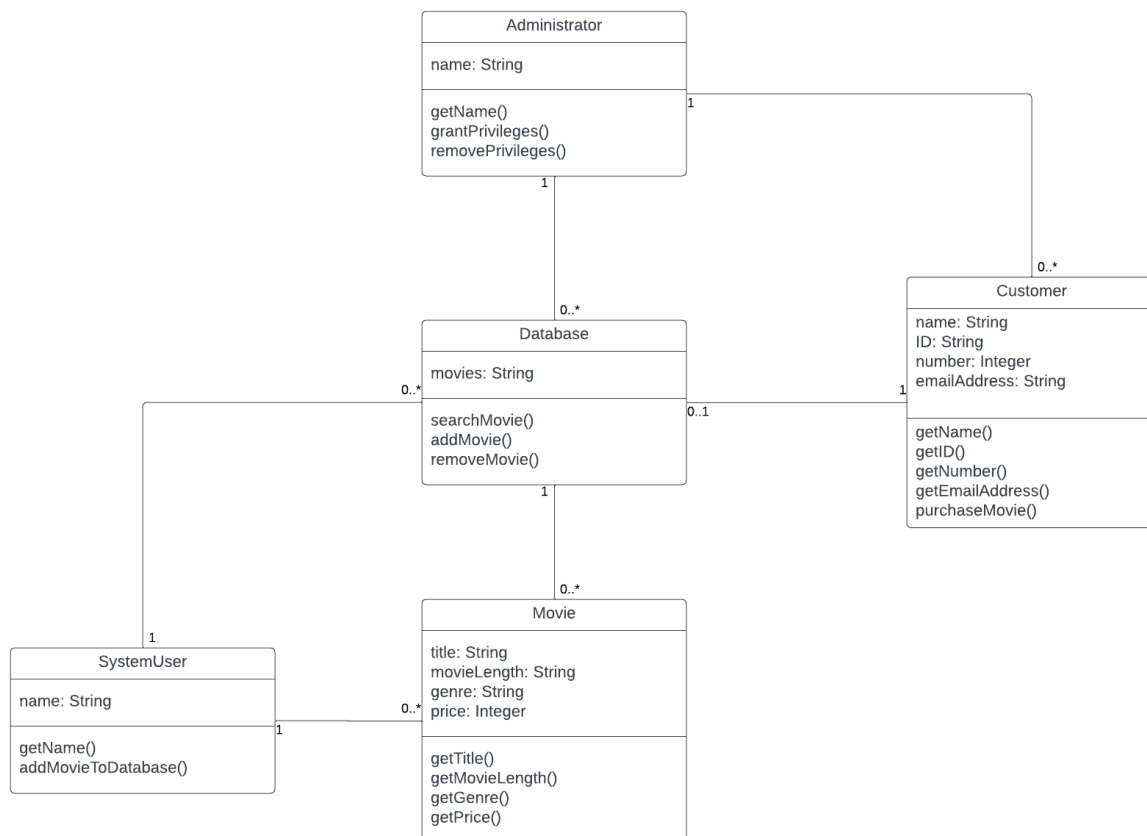 Administrator
name: String
getName()
grantPrivileges()
removePrivileges()
1
1
0..*
0..*
Customer
name: String
ID: String
number: Integer
emailAddress: String
getName()
getID()
getNumber()
getEmailAddress()
purchaseMovie()
Database
movies: String
searchMovie()
addMovie()
removeMovie()
0..*
0..1
1
1
0..*
Movie
title: String
movieLength: String
genre: String
price: Integer
getTitle()
getMovieLength()
getGenre()
getPrice()
1
SystemUser
name: String
getName()
addMovieToDatabase()
1
0..*